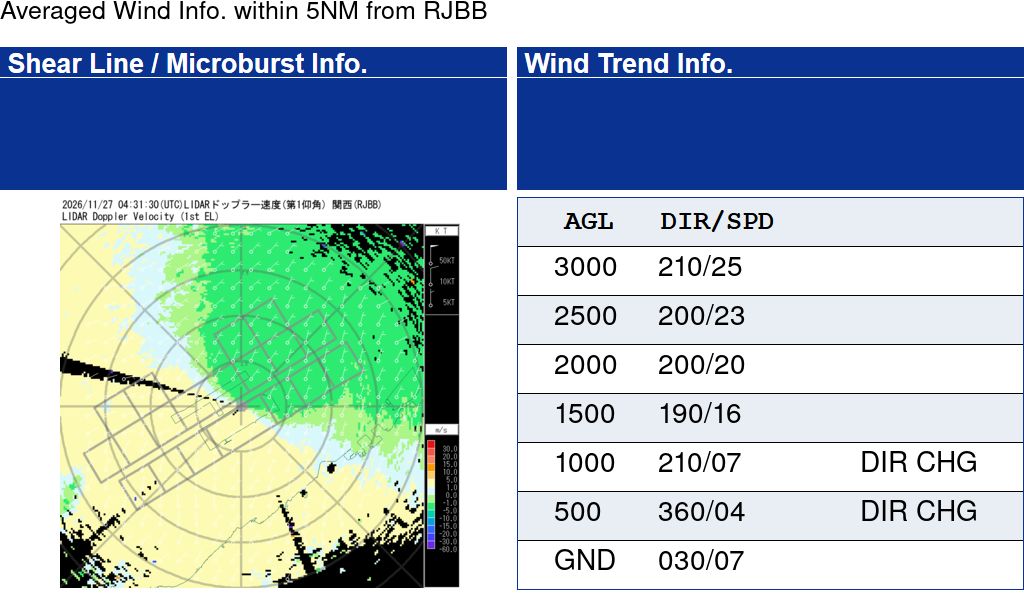 Averaged Wind Info. within 5NM from RJBB
Shear Line / Microburst Info.
Wind Trend Info.
2026/11/27 04:31:30(UTC)LIDARドップラー速度(第1仰角) 関西(RJBB)
LIDAR Doppler Velocity (1st EL)
K T
50KT
10KT
5KT
m/s
30.0
20.0
15.0
10.0
5.0
1.0
0.0
-1.0
-5.0
-10.0
-15.0
-20.0
-30.0
-60.0
AGL DIR/SPD
3000 210/25
2500 200/23
2000 200/20
1500 190/16
1000 210/07 DIR CHG
500 360/04 DIR CHG
GND 030/07